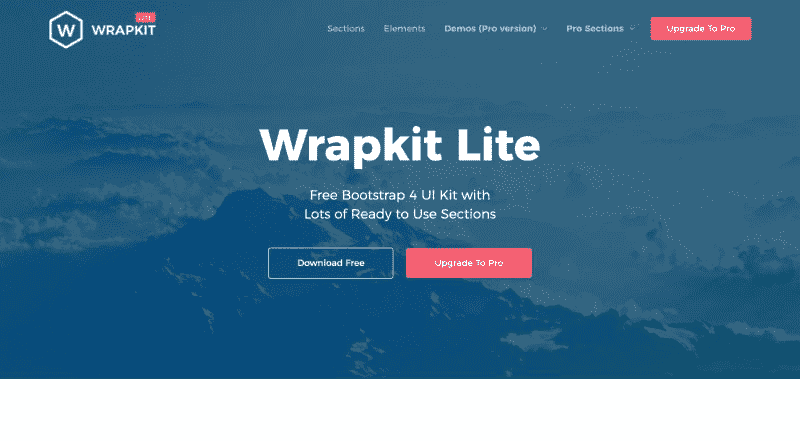 W WRAPKIT LITE
Sections Elements Demos (Pro version) Pro Sections Upgrade To Pro
Wrapkit Lite
Free Bootstrap 4 UI Kit with
Lots of Ready to Use Sections
Download Free Upgrade To Pro